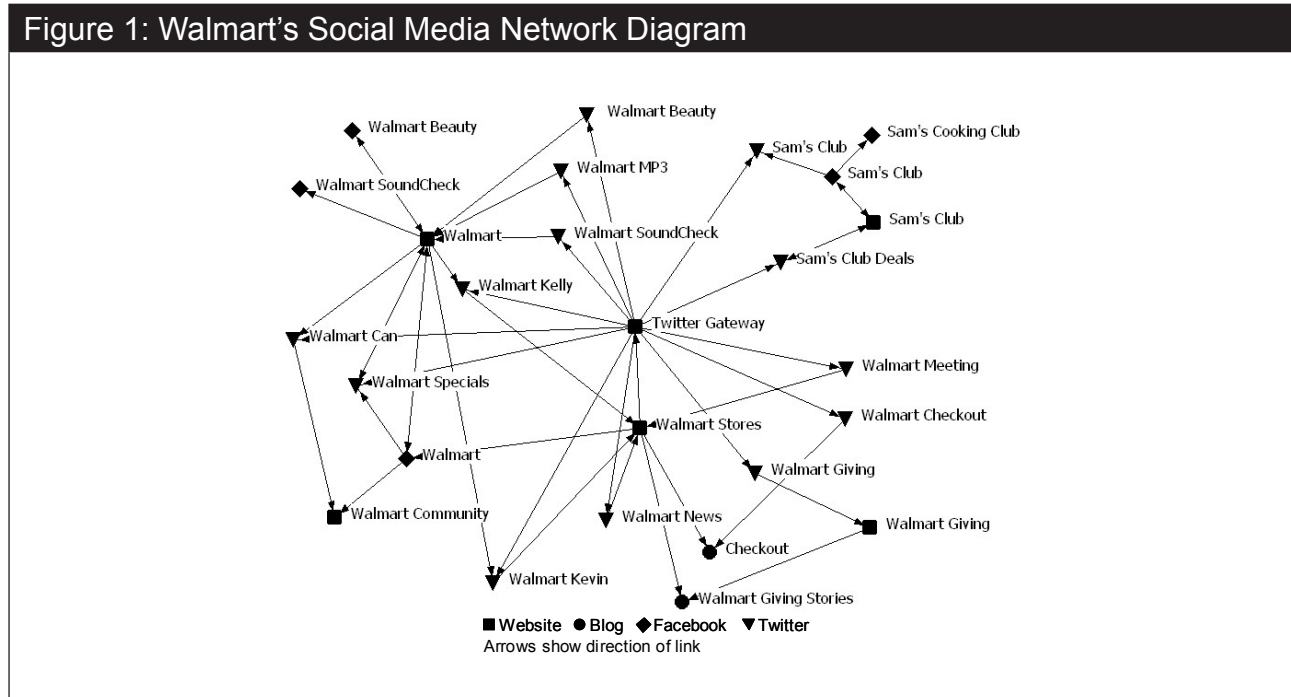 Figure 1: Walmart’s Social Media Network Diagram
Walmart Beauty
Walmart Beauty
Sam's Cooking Club
Sam's Club
Walmart MP3
Sam's Club
Walmart SoundCheck
Sam's Club
Walmart
Walmart SoundCheck
Sam's Club Deals
Walmart Kelly
Twitter Gateway
Walmart Can
Walmart Meeting
Walmart Specials
Walmart Checkout
Walmart Stores
Walmart
Walmart Giving
Walmart Community
Walmart News
Walmart Giving
Checkout
Walmart Kevin
Walmart Giving Stories
Website Blog Facebook Twitter
Arrows show direction of link